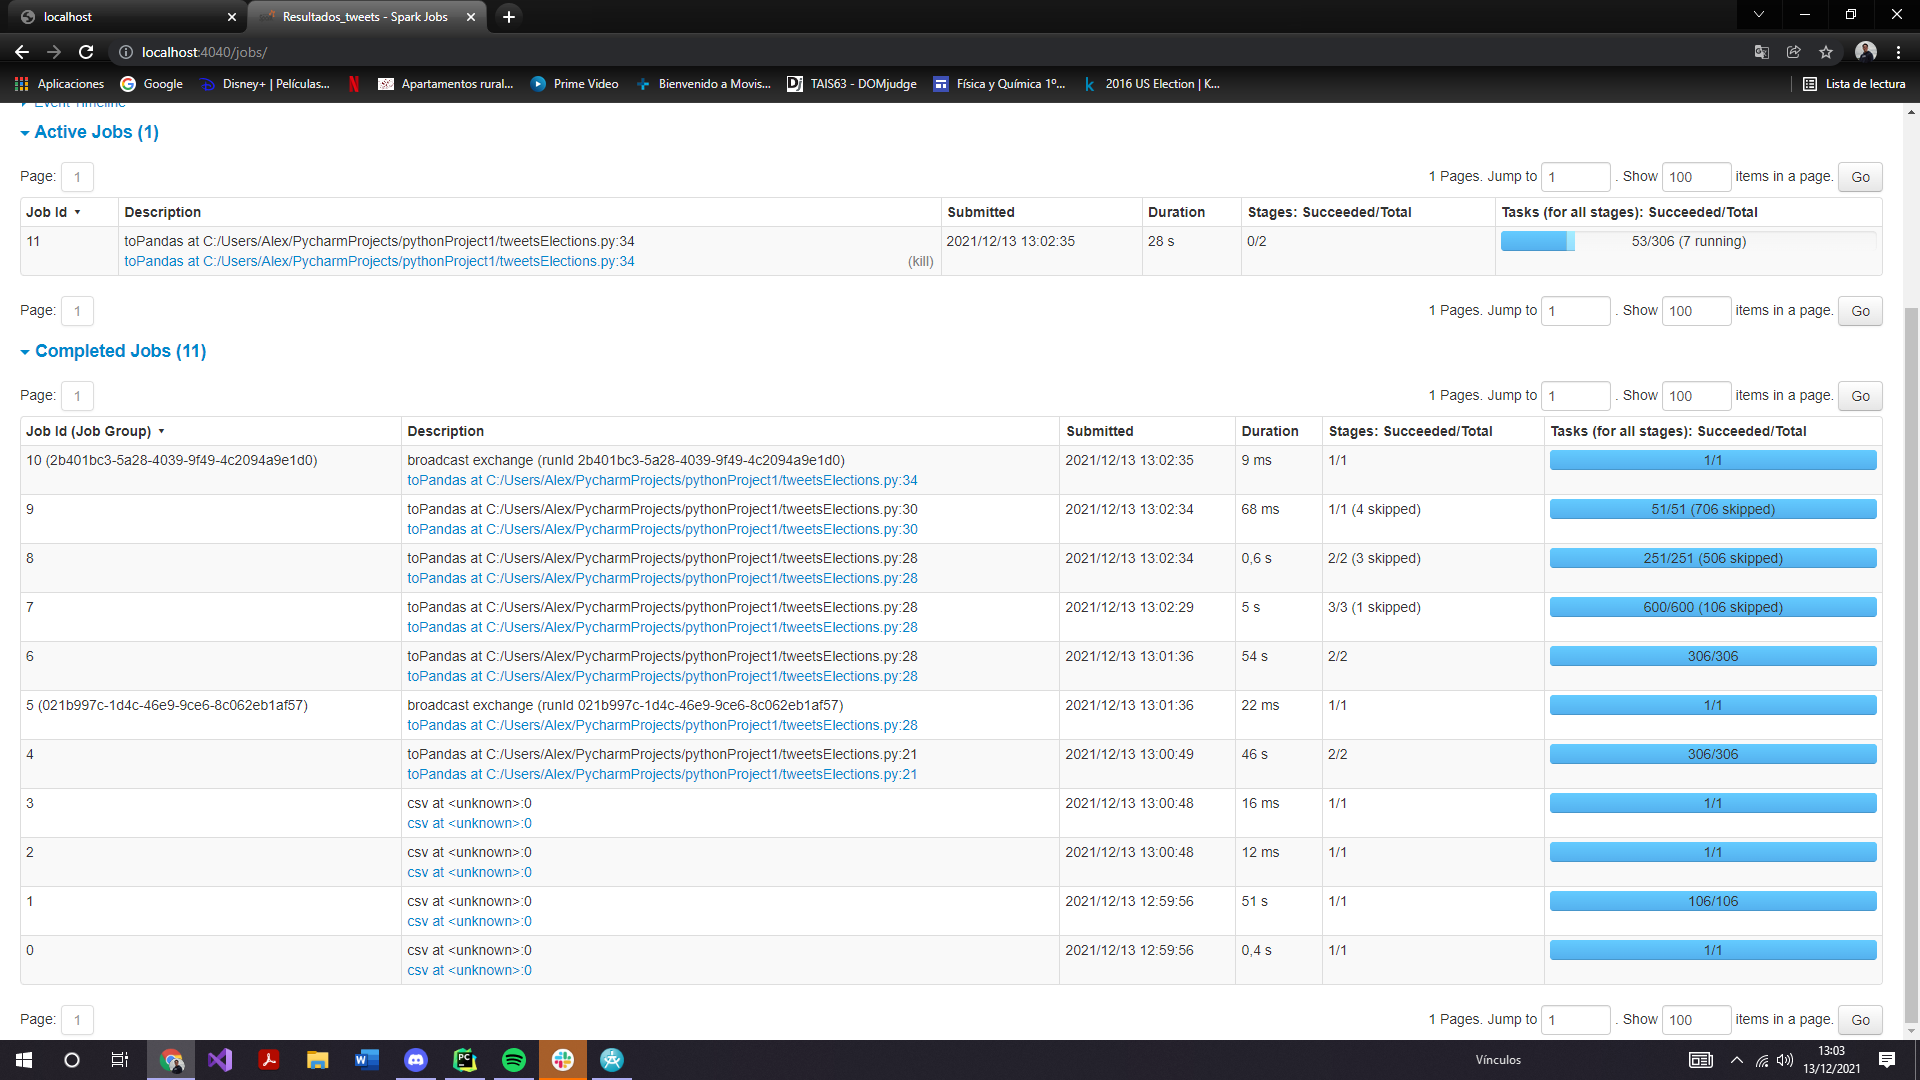 localhost
Resultados_tweets - Spark Jobs
localhost:4040/jobs/
Aplicaciones Google Disney+ | Películas... Apartamentos rural... Prime Video Bienvenido a Movis... TAIS63 - DOMjudge Física y Química 1º... 2016 US Election | K... Lista de lectura
Event Timeline
Active Jobs (1)
Page: 1 1 Pages. Jump to 1 . Show 100 items in a page. Go
Job Id Description Submitted Duration Stages: Succeeded/Total Tasks (for all stages): Succeeded/Total
11 toPandas at C:/Users/Alex/PycharmProjects/pythonProject1/tweetsElections.py:34 2021/12/13 13:02:35 28 s 0/2 53/306 (7 running)
toPandas at C:/Users/Alex/PycharmProjects/pythonProject1/tweetsElections.py:34 (kill)
Page: 1 1 Pages. Jump to 1 . Show 100 items in a page. Go
Completed Jobs (11)
Page: 1 1 Pages. Jump to 1 . Show 100 items in a page. Go
Job Id (Job Group) Description Submitted Duration Stages: Succeeded/Total Tasks (for all stages): Succeeded/Total
10 (2b401bc3-5a28-4039-9f49-4c2094a9e1d0) broadcast exchange (runId 2b401bc3-5a28-4039-9f49-4c2094a9e1d0) 2021/12/13 13:02:35 9 ms 1/1 1/1
toPandas at C:/Users/Alex/PycharmProjects/pythonProject1/tweetsElections.py:34
9 toPandas at C:/Users/Alex/PycharmProjects/pythonProject1/tweetsElections.py:30 2021/12/13 13:02:34 68 ms 1/1 (4 skipped) 51/51 (706 skipped)
toPandas at C:/Users/Alex/PycharmProjects/pythonProject1/tweetsElections.py:30
8 toPandas at C:/Users/Alex/PycharmProjects/pythonProject1/tweetsElections.py:28 2021/12/13 13:02:34 0,6 s 2/2 (3 skipped) 251/251 (506 skipped)
toPandas at C:/Users/Alex/PycharmProjects/pythonProject1/tweetsElections.py:28
7 toPandas at C:/Users/Alex/PycharmProjects/pythonProject1/tweetsElections.py:28 2021/12/13 13:02:29 5 s 3/3 (1 skipped) 600/600 (106 skipped)
toPandas at C:/Users/Alex/PycharmProjects/pythonProject1/tweetsElections.py:28
6 toPandas at C:/Users/Alex/PycharmProjects/pythonProject1/tweetsElections.py:28 2021/12/13 13:01:36 54 s 2/2 306/306
toPandas at C:/Users/Alex/PycharmProjects/pythonProject1/tweetsElections.py:28
5 (021b997c-1d4c-46e9-9ce6-8c062eb1af57) broadcast exchange (runId 021b997c-1d4c-46e9-9ce6-8c062eb1af57) 2021/12/13 13:01:36 22 ms 1/1 1/1
toPandas at C:/Users/Alex/PycharmProjects/pythonProject1/tweetsElections.py:28
4 toPandas at C:/Users/Alex/PycharmProjects/pythonProject1/tweetsElections.py:21 2021/12/13 13:00:49 46 s 2/2 306/306
toPandas at C:/Users/Alex/PycharmProjects/pythonProject1/tweetsElections.py:21
3 csv at <unknown>:0 2021/12/13 13:00:48 16 ms 1/1 1/1
csv at <unknown>:0
2 csv at <unknown>:0 2021/12/13 13:00:48 12 ms 1/1 1/1
csv at <unknown>:0
1 csv at <unknown>:0 2021/12/13 12:59:56 51 s 1/1 106/106
csv at <unknown>:0
0 csv at <unknown>:0 2021/12/13 12:59:56 0,4 s 1/1 1/1
csv at <unknown>:0
Page: 1 1 Pages. Jump to 1 . Show 100 items in a page. Go
Vínculos
13:03
13/12/2021